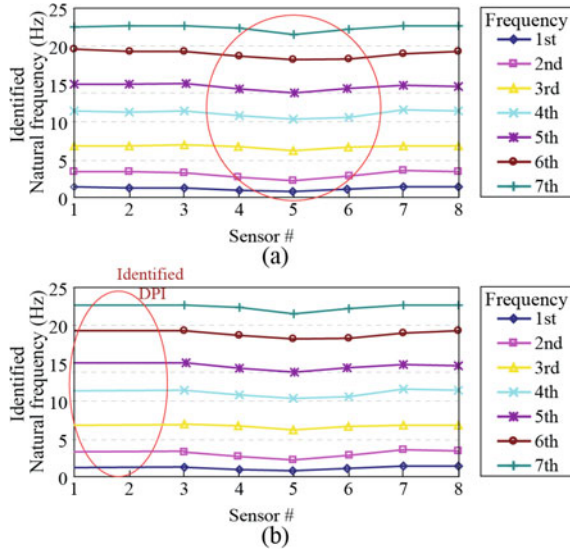 25
20
15
10
5
0
Identified
Natural frequency (Hz)
1 2 3 4 5 6 7 8
Sensor #
(a)
Frequency
1st
2nd
3rd
4th
5th
6th
7th
Identified
DPI
25
20
15
10
5
0
Identified
Natural frequency (Hz)
1 2 3 4 5 6 7 8
Sensor #
(b)
Frequency
1st
2nd
3rd
4th
5th
6th
7th